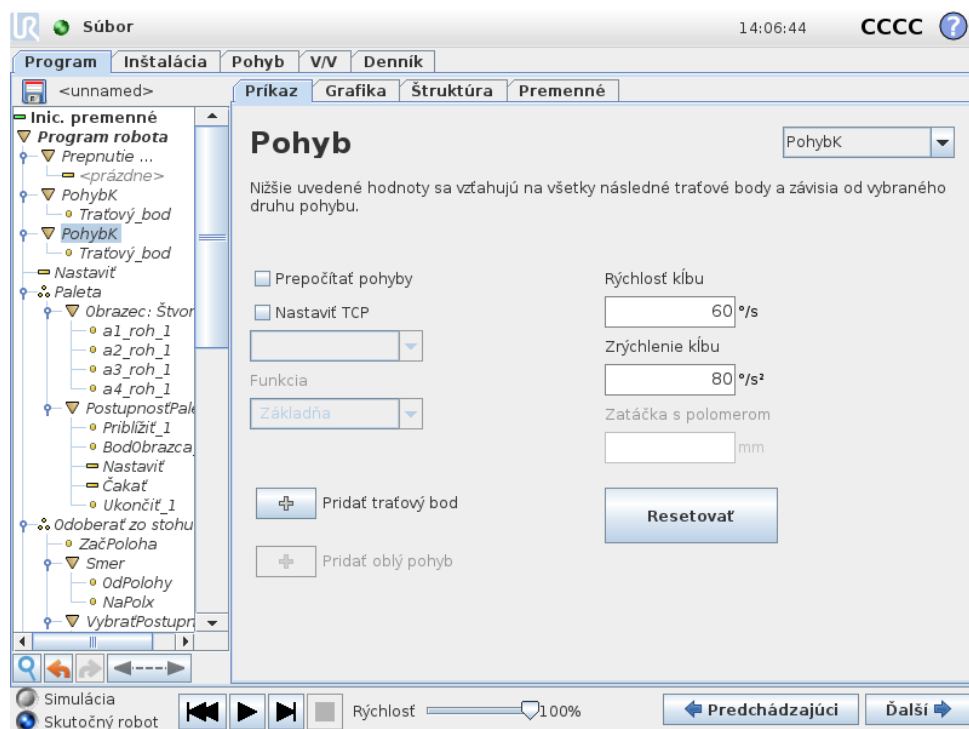 UR Súbor 14:06:44 CCCC ?
Program Inštalácia Pohyb V/V Denník
<unnamed> Príkaz Grafika Štruktúra Premenné
Inic. premenné
Program robota
Prepnutie ...
<prázdne>
PohybK
Traťový_bod
PohybK
Traťový_bod
Nastaviť
Paleta
Obrazec: Štvor
a1_roh_1
a2_roh_1
a3_roh_1
a4_roh_1
PostupnosťPale
Priblížiť_1
BodObrazca_
Nastaviť
Čakať
Ukončiť_1
Odoberať zo stohu
ZačPoloha
Smer
OdPolohy
NaPolx
VybraťPostupn
Pohyb
PohybK
Nižšie uvedené hodnoty sa vzťahujú na všetky následné traťové body a závisia od vybraného
druhu pohybu.
Prepočítať pohyby
Nastaviť TCP
Funkcia
Základňa
Rýchlosť kĺbu
60 °/s
Zrýchlenie kĺbu
80 °/s²
Zatáčka s polomerom
mm
Pridať traťový bod
Pridať oblý pohyb
Resetovať
Simulácia
Skutočný robot
Rýchlosť 100%
Predchádzajúci Ďalší